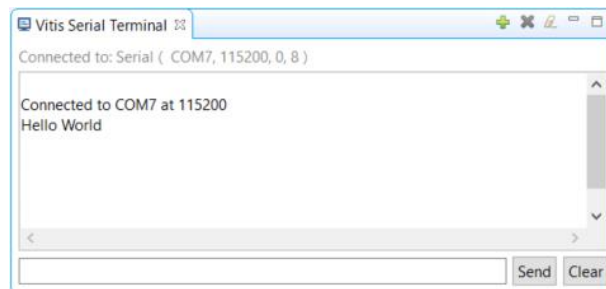 Vitis Serial Terminal
Connected to: Serial ( COM7, 115200, 0, 8 )
Connected to COM7 at 115200
Hello World
Send Clear